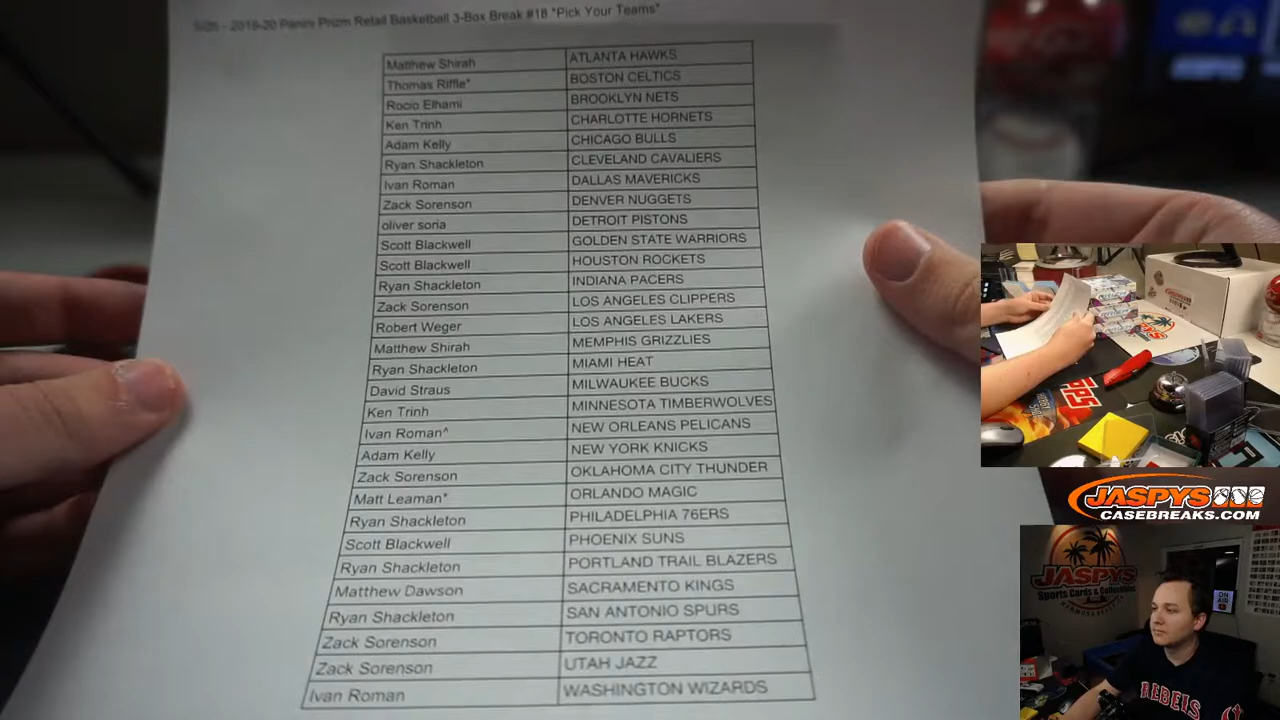 2019-20 Panini Prizm Retail Basketball 3-Box Break #18 "Pick Your Teams"
Matthew Shirah ATLANTA HAWKS
Thomas Riffle* BOSTON CELTICS
Rocio Elhami BROOKLYN NETS
Ken Trinh CHARLOTTE HORNETS
Adam Kelly CHICAGO BULLS
Ryan Shackleton CLEVELAND CAVALIERS
Ivan Roman DALLAS MAVERICKS
Zack Sorenson DENVER NUGGETS
oliver soria DETROIT PISTONS
Scott Blackwell GOLDEN STATE WARRIORS
Scott Blackwell HOUSTON ROCKETS
Ryan Shackleton INDIANA PACERS
Zack Sorenson LOS ANGELES CLIPPERS
Robert Weger LOS ANGELES LAKERS
Matthew Shirah MEMPHIS GRIZZLIES
Ryan Shackleton MIAMI HEAT
David Straus MILWAUKEE BUCKS
Ken Trinh MINNESOTA TIMBERWOLVES
Ivan Roman^ NEW ORLEANS PELICANS
Adam Kelly NEW YORK KNICKS
Zack Sorenson OKLAHOMA CITY THUNDER
Matt Leaman* ORLANDO MAGIC
Ryan Shackleton PHILADELPHIA 76ERS
Scott Blackwell PHOENIX SUNS
Ryan Shackleton PORTLAND TRAIL BLAZERS
Matthew Dawson SACRAMENTO KINGS
Ryan Shackleton SAN ANTONIO SPURS
Zack Sorenson TORONTO RAPTORS
Zack Sorenson UTAH JAZZ
Ivan Roman WASHINGTON WIZARDS
JASPYS
CASEBREAKS.COM
JASPYS
Sports Cards & Collectibles
ON AIR
REBELS